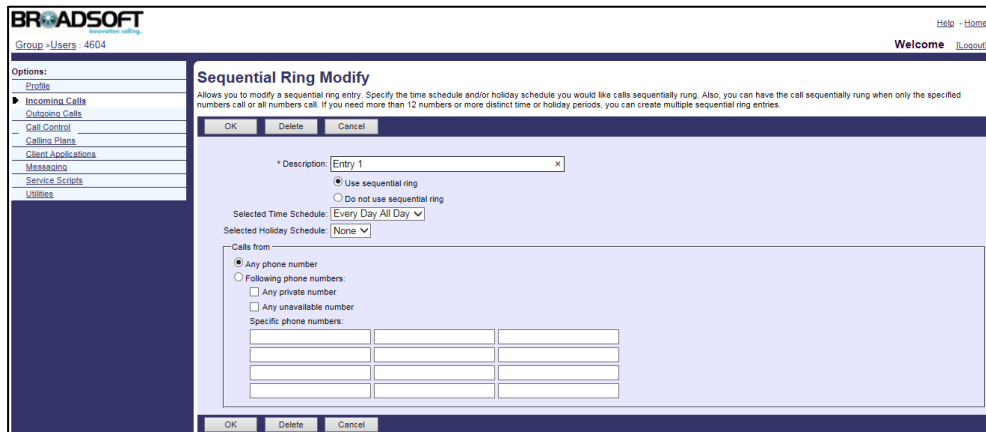 BROADSOFT
innovation calling.
Help - Home
Group >Users : 4604
Welcome [Logout]
Options:
Profile
Incoming Calls
Outgoing Calls
Call Control
Calling Plans
Client Applications
Messaging
Service Scripts
Utilities
Sequential Ring Modify
Allows you to modify a sequential ring entry. Specify the time schedule and/or holiday schedule you would like calls sequentially rung. Also, you can have the call sequentially rung when only the specified
numbers call or all numbers call. If you need more than 12 numbers or more distinct time or holiday periods, you can create multiple sequential ring entries.
OK Delete Cancel
* Description: Entry 1 ×
Use sequential ring
Do not use sequential ring
Selected Time Schedule: Every Day All Day
Selected Holiday Schedule: None
Calls from
Any phone number
Following phone numbers:
Any private number
Any unavailable number
Specific phone numbers:
OK Delete Cancel